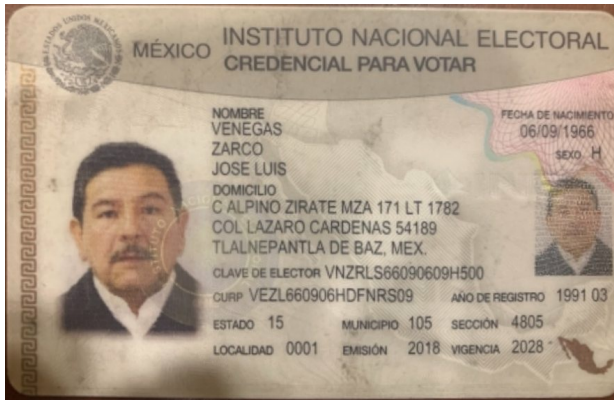 MÉXICO INSTITUTO NACIONAL ELECTORAL
CREDENCIAL PARA VOTAR
NOMBRE
VENEGAS
ZARCO
JOSE LUIS
FECHA DE NACIMIENTO
06/09/1966
SEXO H
DOMICILIO
C ALPINO ZIRATE MZA 171 LT 1782
COL LAZARO CARDENAS 54189
TLALNEPANTLA DE BAZ, MEX.
CLAVE DE ELECTOR VNZRLS66090609H500
CURP VEZL660906HDFNRS09 AÑO DE REGISTRO 1991 03
ESTADO 15 MUNICIPIO 105 SECCIÓN 4805
LOCALIDAD 0001 EMISIÓN 2018 VIGENCIA 2028